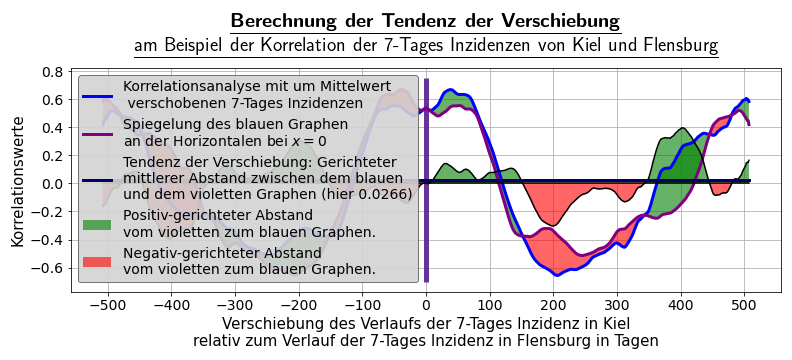 Berechnung der Tendenz der Verschiebung
am Beispiel der Korrelation der 7-Tages Inzidenzen von Kiel und Flensburg
Korrelationswerte
0.8
0.6
0.4
0.2
0.0
−0.2
−0.4
−0.6
Korrelationsanalyse mit um Mittelwert
verschobenen 7-Tages Inzidenzen
Spiegelung des blauen Graphen
an der Horizontalen bei x = 0
Tendenz der Verschiebung: Gerichteter
mittlerer Abstand zwischen dem blauen
und dem violetten Graphen (hier 0.0266)
Positiv-gerichteter Abstand
vom violetten zum blauen Graphen.
Negativ-gerichteter Abstand
vom violetten zum blauen Graphen.
−500 −400 −300 −200 −100 0 100 200 300 400 500
Verschiebung des Verlaufs der 7-Tages Inzidenz in Kiel
relativ zum Verlauf der 7-Tages Inzidenz in Flensburg in Tagen